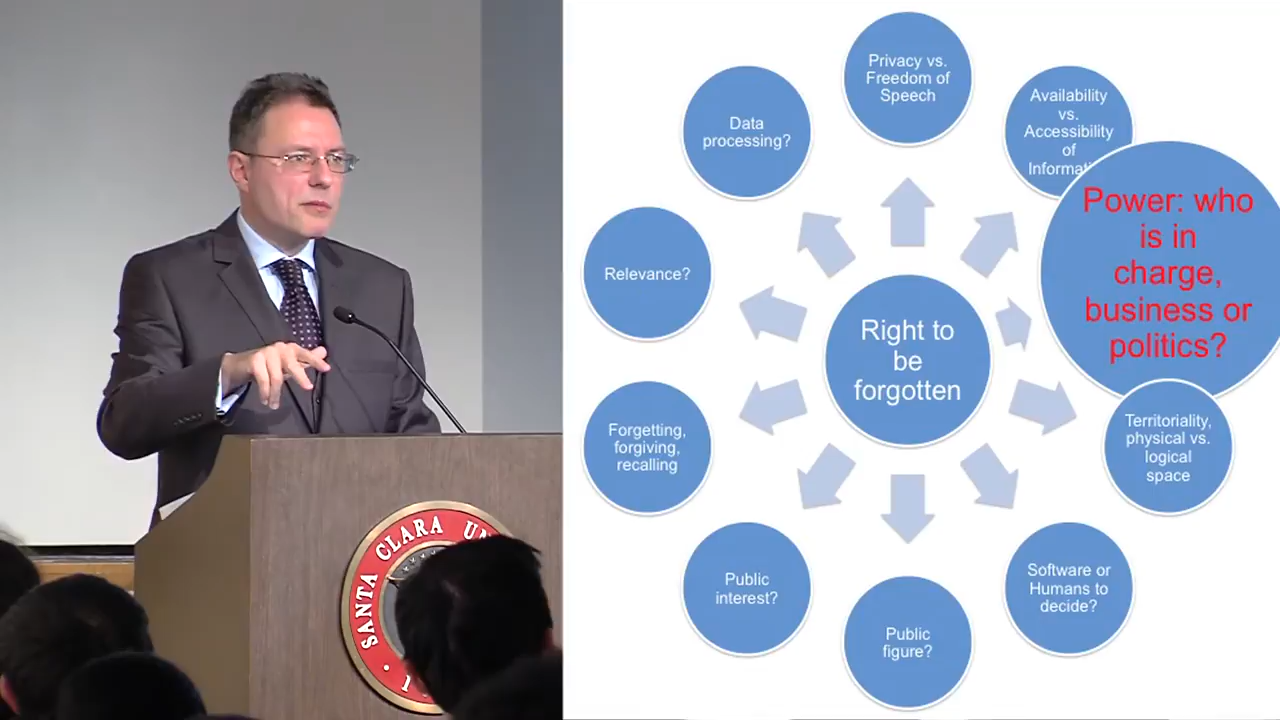 SANTA CLARA
Privacy vs.
Freedom of
Speech
Availability
vs.
Accessibility
of
Power: who
is in
charge,
business or
politics?
Territoriality,
physical vs.
logical
space
Software or
Humans to
decide?
Public
figure?
Public
interest?
Forgetting,
forgiving,
recalling
Relevance?
Data
processing?
Right to
be
forgotten